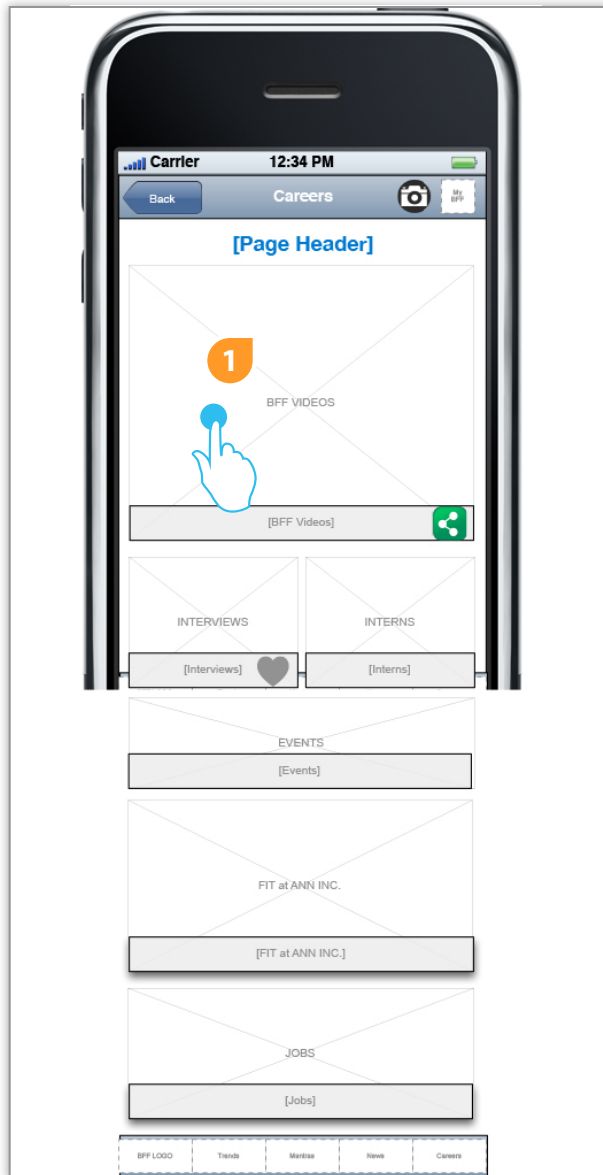 Carrier 12:34 PM
Back Careers My
BFF
[Page Header]
1
BFF VIDEOS
[BFF Videos]
INTERVIEWS INTERNS
[Interviews] [Interns]
EVENTS
[Events]
FIT at ANN INC.
[FIT at ANN INC.]
JOBS
[Jobs]
BFF LOGO Trends Mantras News Careers